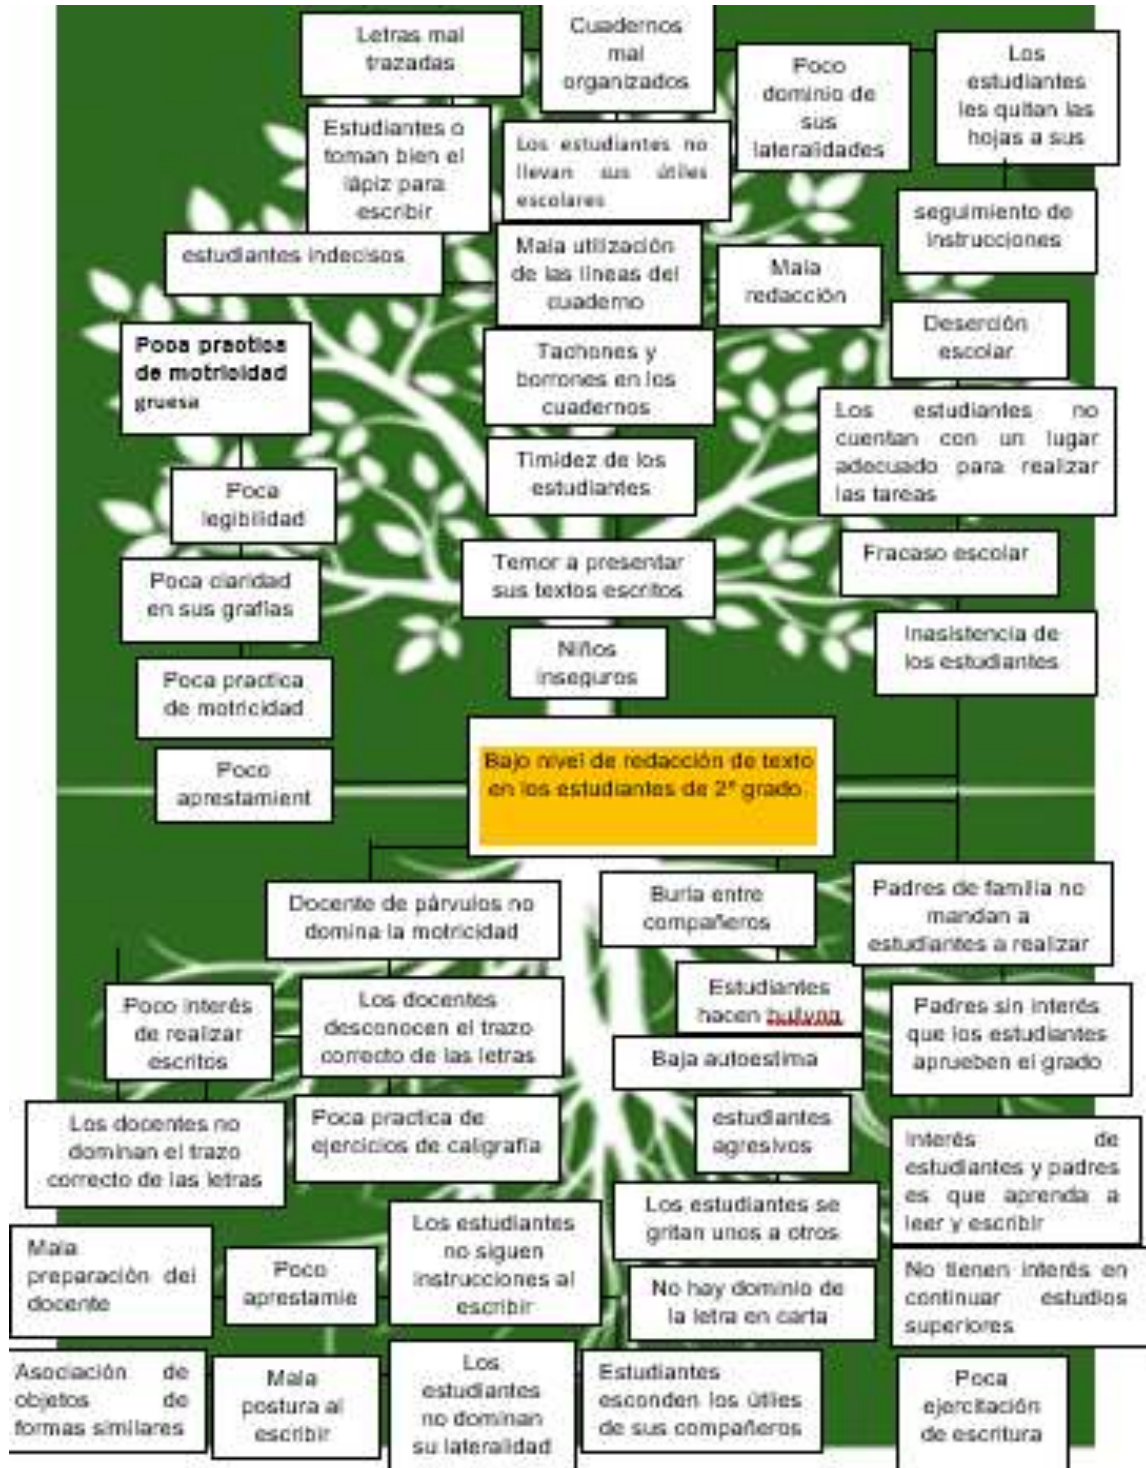 Letras mal
trazadas
Cuadernos
mal
organizados
Poco
dominio de
sus
lateralidades
Los
estudiantes
les quitan las
hojas a sus
Estudiantes o
toman bien el
lápiz para
escribir
Los estudiantes no
llevan sus útiles
escolares
seguimiento de
instrucciones
estudiantes indecisos
Mala utilización
de las líneas del
cuaderno
Mala
redacción
Deserción
escolar
Poca practica
de motricidad
gruesa
Tachones y
borrones en los
cuadernos
Los estudiantes no
cuentan con un lugar
adecuado para realizar
las tareas
Timidez de los
estudiantes
Poca
legibilidad
Fracaso escolar
Temor a presentar
sus textos escritos
Poca claridad
en sus grafías
Inasistencia de
los estudiantes
Niños
inseguros
Poca practica
de motricidad
Poco
aprestamient
Bajo nivel de redacción de texto
en los estudiantes de 2° grado
Docente de párvulos no
domina la motricidad
Burla entre
compañeros
Padres de familia no
mandan a
estudiantes a realizar
Poco interés
de realizar
escritos
Los docentes
desconocen el trazo
correcto de las letras
Estudiantes
hacen
Padres sin interés
que los estudiantes
aprueben el grado
Baja autoestima
Los docentes no
dominan el trazo
correcto de las letras
Poca practica de
ejercicios de caligrafía
estudiantes
agresivos
Interés de
estudiantes y padres
es que aprenda a
leer y escribir
Los estudiantes se
gritan unos a otros
Mala
preparación del
docente
Poco
aprestamie
Los estudiantes
no siguen
instrucciones al
escribir
No hay dominio de
la letra en carta
No tienen interés en
continuar estudios
superiores
Asociación de
objetos de
formas similares
Mala
postura al
escribir
Los
estudiantes
no dominan
su lateralidad
Estudiantes
esconden los útiles
de sus compañeros
Poca
ejercitación
de escritura